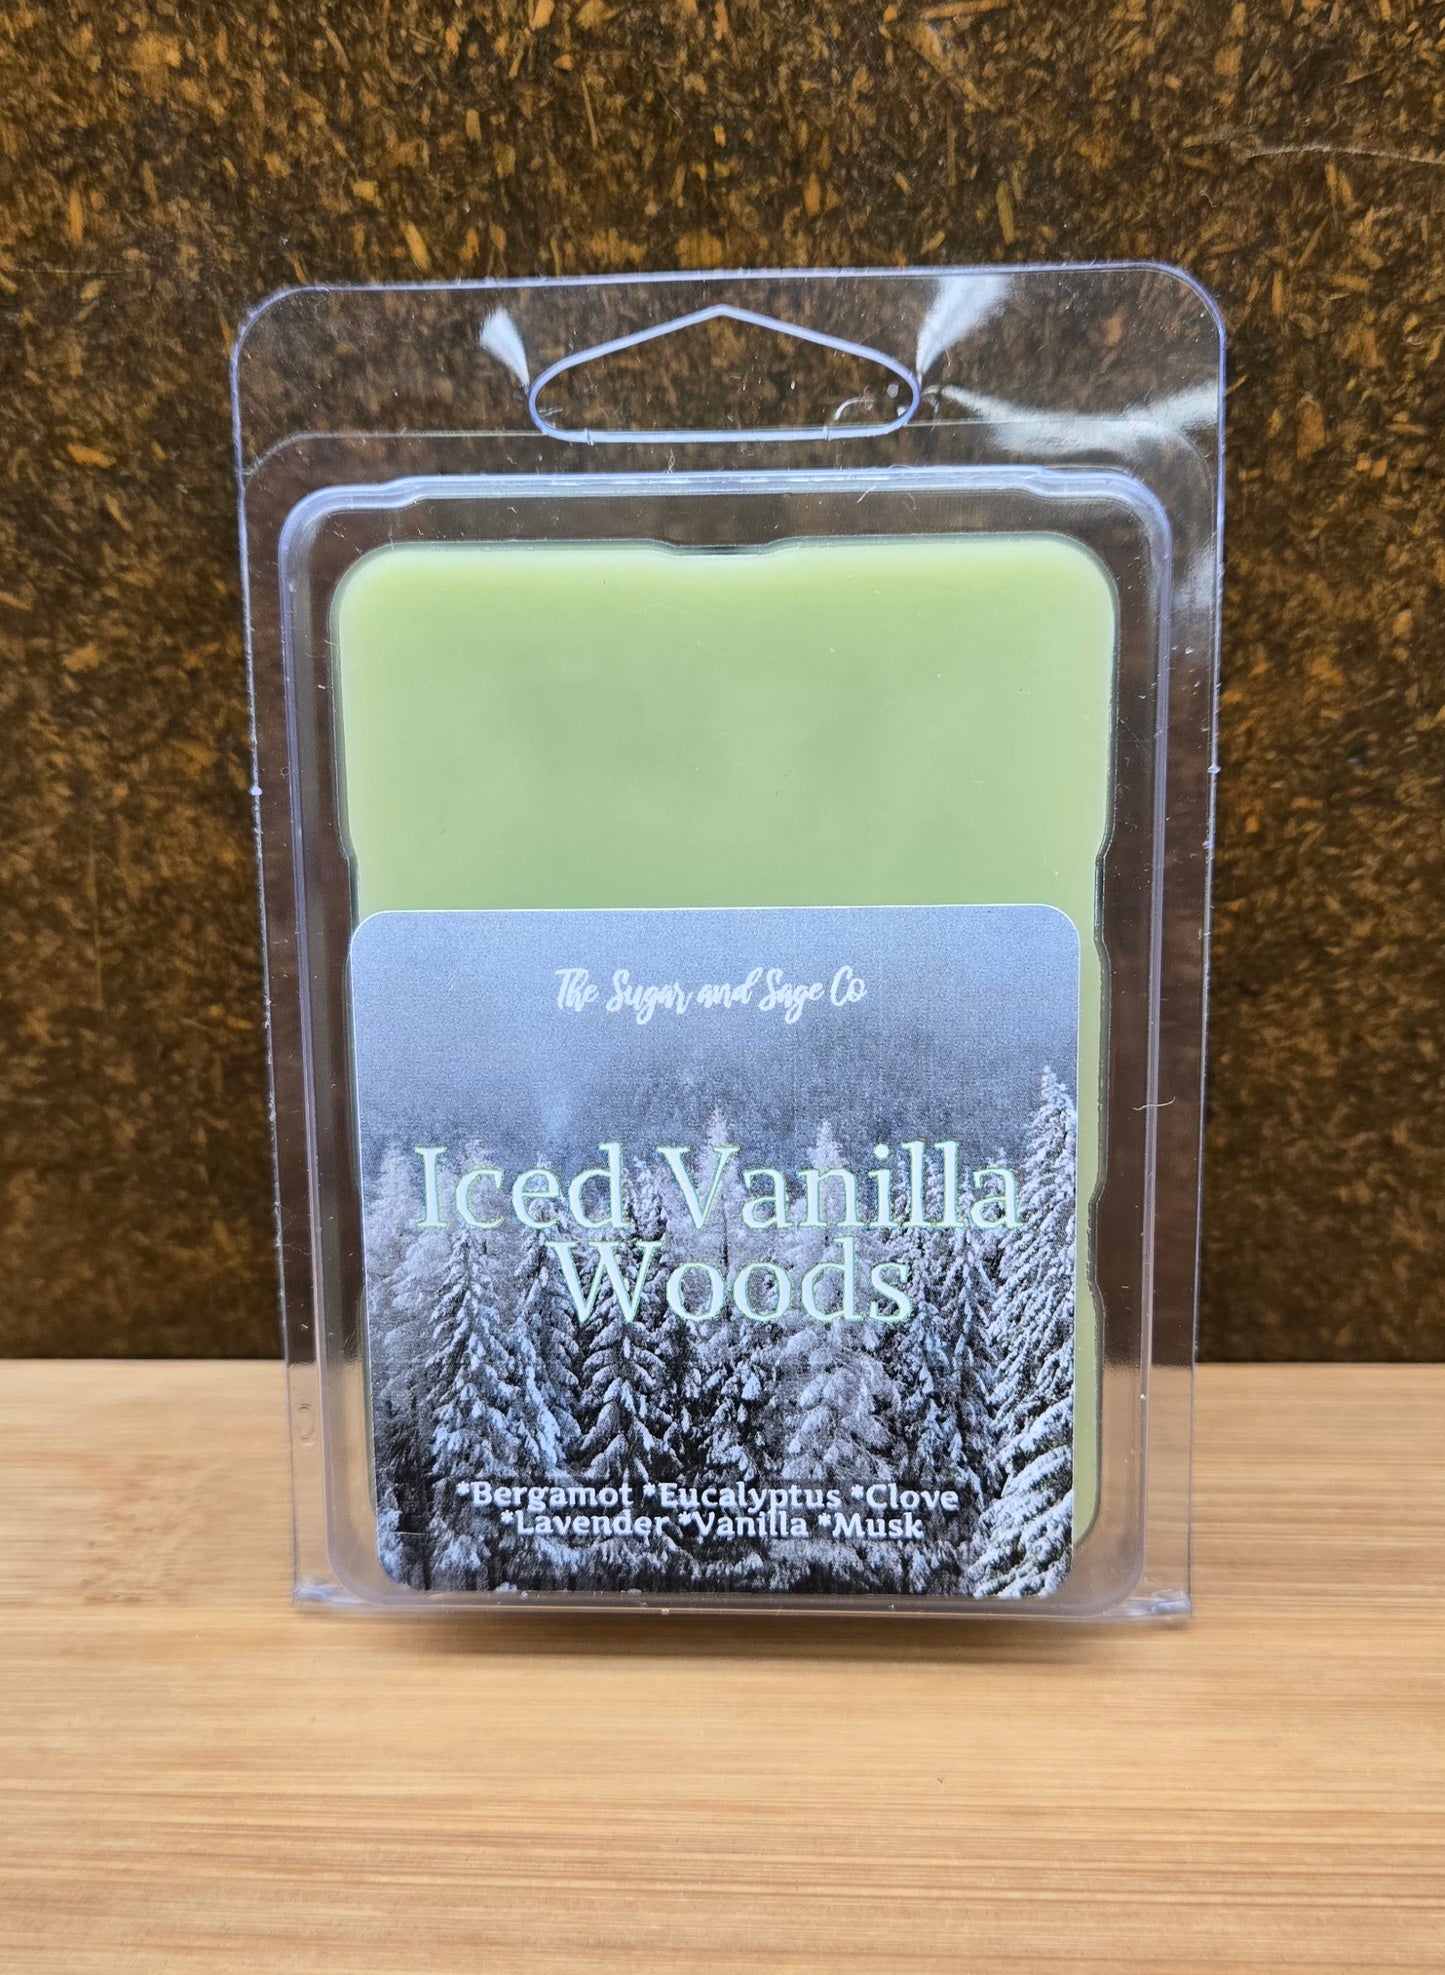 The Sugar and Sage Co
Iced Vanilla
Woods
*Bergamot *Eucalyptus *Clove
*Lavender *Vanilla *Musk